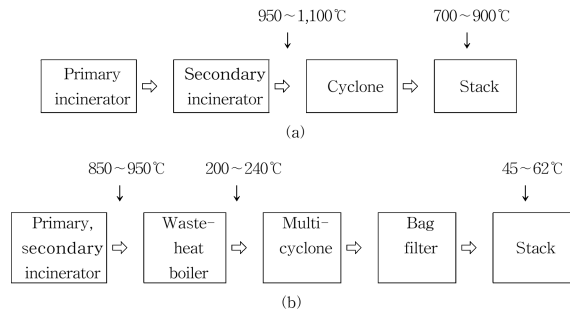 950～1,100℃ 700～900℃
Primary incinerator
Secondary incinerator
Cyclone
Stack
(a)
850～950℃ 200～240℃ 45～62℃
Primary, secondary incinerator
Waste-heat boiler
Multi-cyclone
Bag filter
Stack
(b)